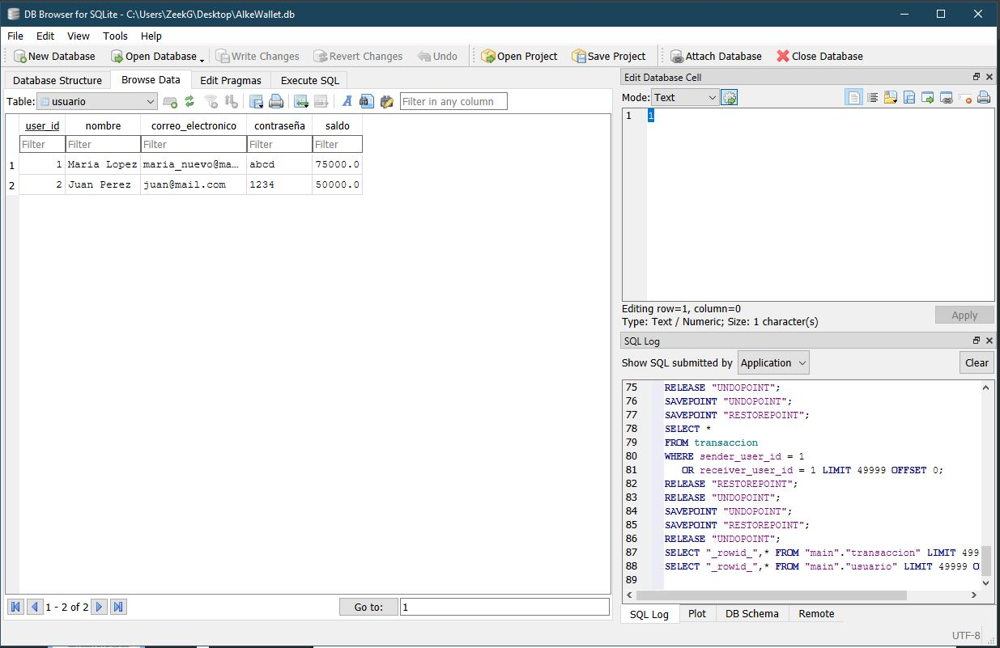 DB Browser for SQLite - C:\Users\ZeekG\Desktop\AlkeWallet.db
File Edit View Tools Help
New Database Open Database Write Changes Revert Changes Undo Open Project Save Project Attach Database Close Database
Database Structure Browse Data Edit Pragmas Execute SQL
Table: usuario Filter in any column
user_id nombre correo_electronico contraseña saldo
Filter Filter Filter Filter Filter
1 1 Maria Lopez maria_nuevo@ma... abcd 75000.0
2 2 Juan Perez juan@mail.com 1234 50000.0
1 - 2 of 2 Go to: 1
Edit Database Cell
Mode: Text
1 1
Editing row=1, column=0
Type: Text / Numeric; Size: 1 character(s)
Apply
SQL Log
Show SQL submitted by Application Clear
75 RELEASE "UNDOPOINT";
76 SAVEPOINT "UNDOPOINT";
77 SAVEPOINT "RESTOREPOINT";
78 SELECT *
79 FROM transaccion
80 WHERE sender_user_id = 1
81 OR receiver_user_id = 1 LIMIT 49999 OFFSET 0;
82 RELEASE "RESTOREPOINT";
83 RELEASE "UNDOPOINT";
84 SAVEPOINT "UNDOPOINT";
85 SAVEPOINT "RESTOREPOINT";
86 RELEASE "UNDOPOINT";
87 SELECT "_rowid_",* FROM "main"."transaccion" LIMIT 499
88 SELECT "_rowid_",* FROM "main"."usuario" LIMIT 49999 O
89
SQL Log Plot DB Schema Remote
UTF-8